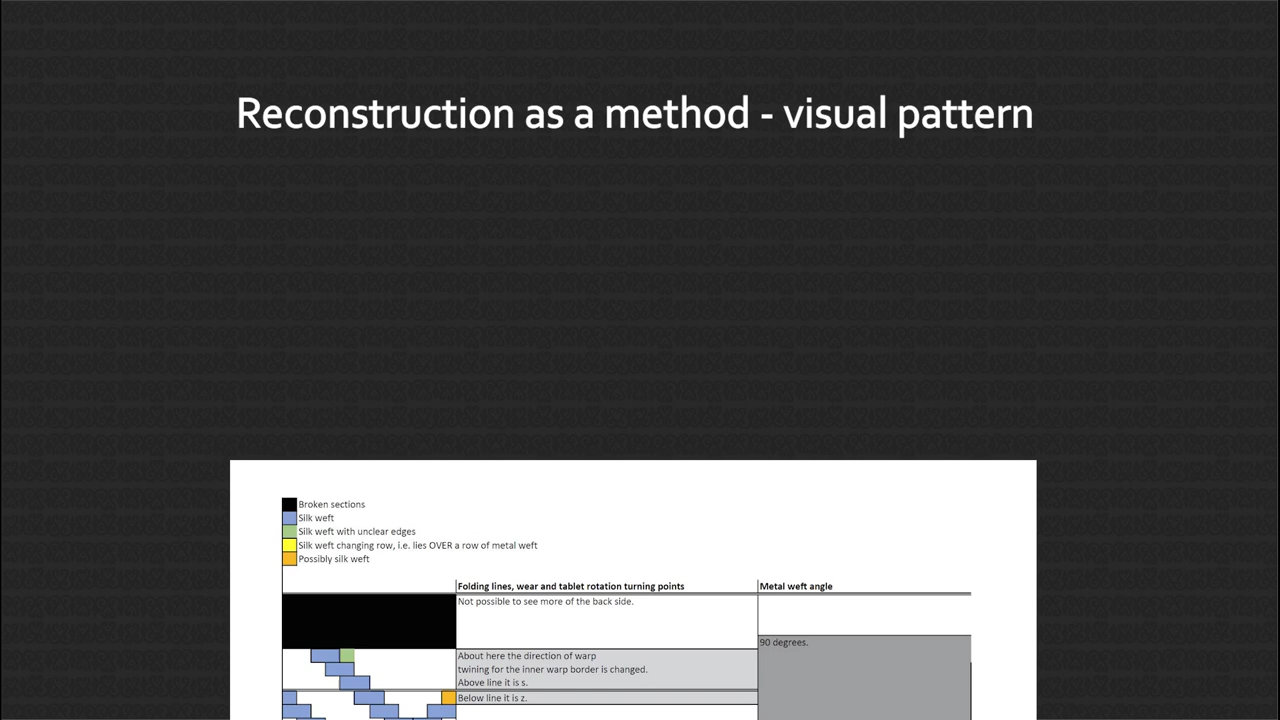 Reconstruction as a method - visual pattern
Broken sections
Silk weft
Silk weft with unclear edges
Silk weft changing row, i.e. lies OVER a row of metal weft
Possibly silk weft
Folding lines, wear and tablet rotation turning points
Metal weft angle
Not possible to see more of the back side.
90 degrees.
About here the direction of warp
twining for the inner warp border is changed.
Above line it is s.
Below line it is z.